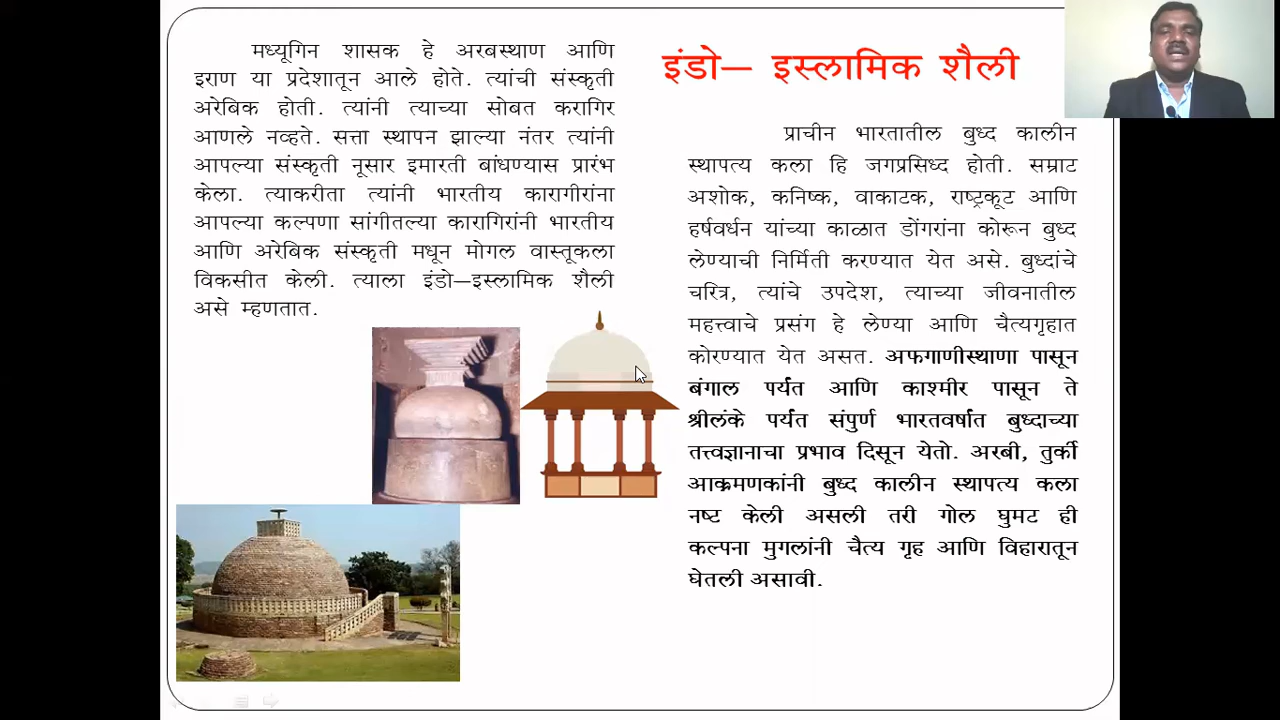 इंडो— इस्लामिक शैली
मध्यूगिन शासक हे अरबस्थाण आणि
इराण या प्रदेशातून आले होते. त्यांची संस्कृती
अरेबिक होती. त्यांनी त्याच्या सोबत करागिर
आणले नव्हते. सत्ता स्थापन झाल्या नंतर त्यांनी
आपल्या संस्कृती नूसार इमारती बांधण्यास प्रारंभ
केला. त्याकरीता त्यांनी भारतीय कारागीरांना
आपल्या कल्पणा सांगीतल्या कारागिरांनी भारतीय
आणि अरेबिक संस्कृती मधून मोगल वास्तूकला
विकसीत केली. त्याला इंडो—इस्लामिक शैली
असे म्हणतात.
प्राचीन भारतातील बुध्द कालीन
स्थापत्य कला हि जगप्रसिध्द होती. सम्राट
अशोक, कनिष्क, वाकाटक, राष्ट्रकूट आणि
हर्षवर्धन यांच्या काळात डोंगरांना कोरून बुध्द
लेण्याची निर्मिती करण्यात येत असे. बुध्दांचे
चरित्र, त्यांचे उपदेश, त्याच्या जीवनातील
महत्त्वाचे प्रसंग हे लेण्या आणि चैत्यगृहात
कोरण्यात येत असत. अफगाणीस्थाणा पासून
बंगाल पर्यंत आणि काश्मीर पासून ते
श्रीलंके पर्यंत संपुर्ण भारतवर्षांत बुध्दाच्या
तत्त्वज्ञानाचा प्रभाव दिसून येतो. अरबी, तुर्की
आक्रमणकांनी बुध्द कालीन स्थापत्य कला
नष्ट केली असली तरी गोल घुमट ही
कल्पना मुगलांनी चैत्य गृह आणि विहारातून
घेतली असावी.